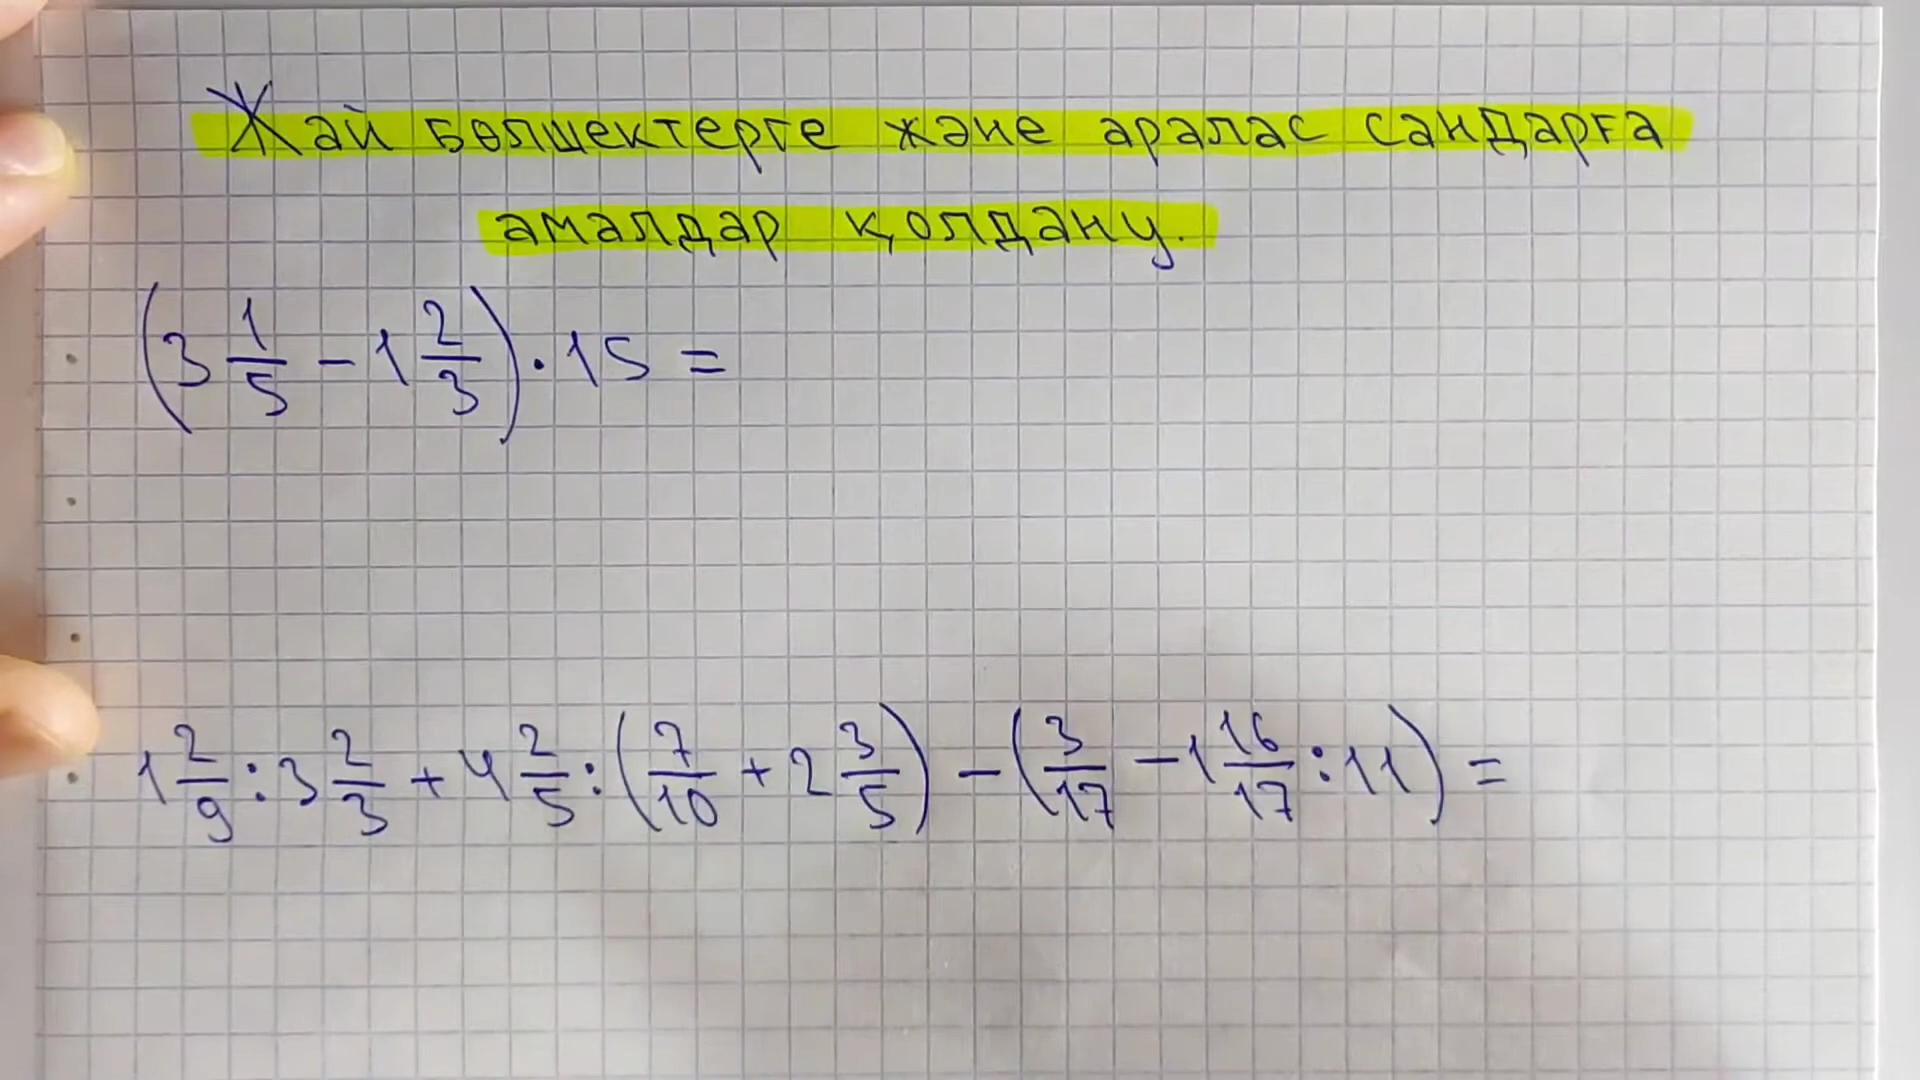 Жай бөлшектерге және аралас сандарға
амалдар қолдану.
(3 1/5 - 1 2/3) · 15 =
1 2/9 : 3 2/3 + 4 2/5 : (7/10 + 2 3/5) - (3/17 - 1 16/17 : 11) =